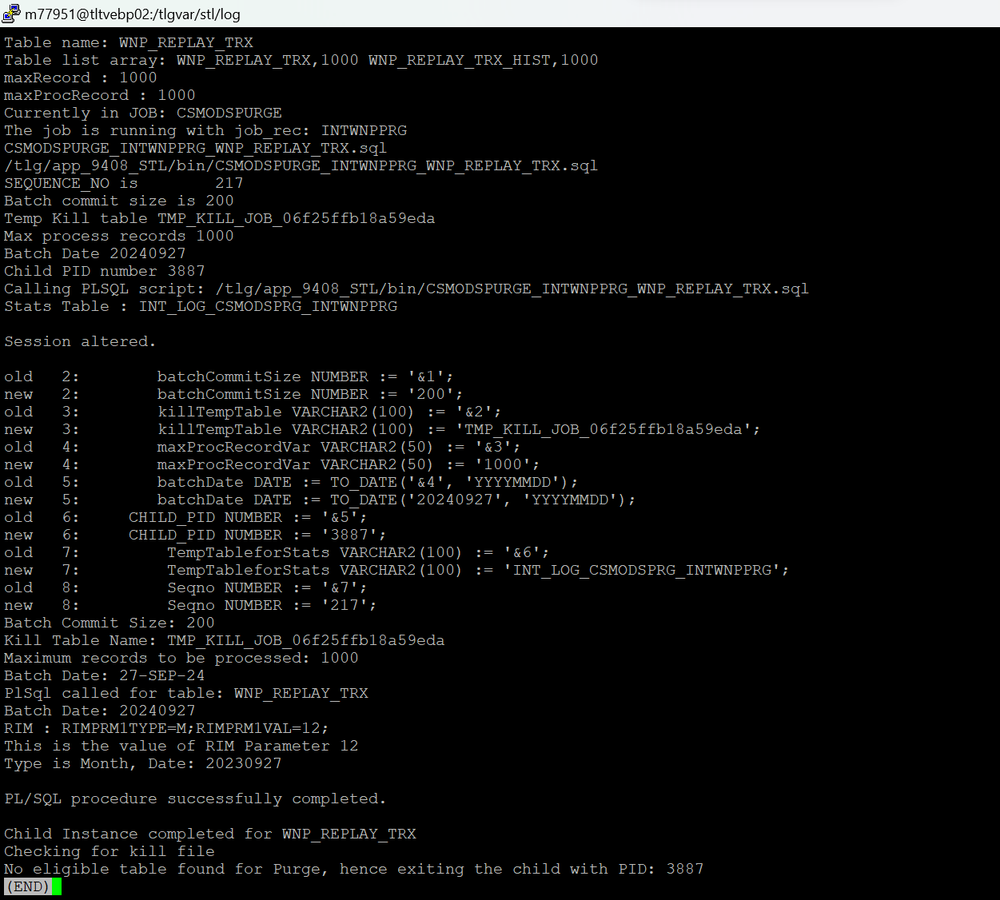 m77951@tltvebp02:/tlgvar/stl/log
Table name: WNP_REPLAY_TRX
Table list array: WNP_REPLAY_TRX,1000 WNP_REPLAY_TRX_HIST,1000
maxRecord : 1000
maxProcRecord : 1000
Currently in JOB: CSMODSPURGE
The job is running with job_rec: INTWNPPRG
CSMODSPURGE_INTWNPPRG_WNP_REPLAY_TRX.sql
/tlg/app_9408_STL/bin/CSMODSPURGE_INTWNPPRG_WNP_REPLAY_TRX.sql
SEQUENCE_NO is        217
Batch commit size is 200
Temp Kill table TMP_KILL_JOB_06f25ffb18a59eda
Max process records 1000
Batch Date 20240927
Child PID number 3887
Calling PLSQL script: /tlg/app_9408_STL/bin/CSMODSPURGE_INTWNPPRG_WNP_REPLAY_TRX.sql
Stats Table : INT_LOG_CSMODSPRG_INTWNPPRG
Session altered.
old   2:        batchCommitSize NUMBER := '&1';
new   2:        batchCommitSize NUMBER := '200';
old   3:        killTempTable VARCHAR2(100) := '&2';
new   3:        killTempTable VARCHAR2(100) := 'TMP_KILL_JOB_06f25ffb18a59eda';
old   4:        maxProcRecordVar VARCHAR2(50) := '&3';
new   4:        maxProcRecordVar VARCHAR2(50) := '1000';
old   5:        batchDate DATE := TO_DATE('&4', 'YYYYMMDD');
new   5:        batchDate DATE := TO_DATE('20240927', 'YYYYMMDD');
old   6:     CHILD_PID NUMBER := '&5';
new   6:     CHILD_PID NUMBER := '3887';
old   7:         TempTableforStats VARCHAR2(100) := '&6';
new   7:         TempTableforStats VARCHAR2(100) := 'INT_LOG_CSMODSPRG_INTWNPPRG';
old   8:         Seqno NUMBER := '&7';
new   8:         Seqno NUMBER := '217';
Batch Commit Size: 200
Kill Table Name: TMP_KILL_JOB_06f25ffb18a59eda
Maximum records to be processed: 1000
Batch Date: 27-SEP-24
PlSql called for table: WNP_REPLAY_TRX
Batch Date: 20240927
RIM : RIMPRM1TYPE=M;RIMPRM1VAL=12;
This is the value of RIM Parameter 12
Type is Month, Date: 20230927
PL/SQL procedure successfully completed.
Child Instance completed for WNP_REPLAY_TRX
Checking for kill file
No eligible table found for Purge, hence exiting the child with PID: 3887
(END)